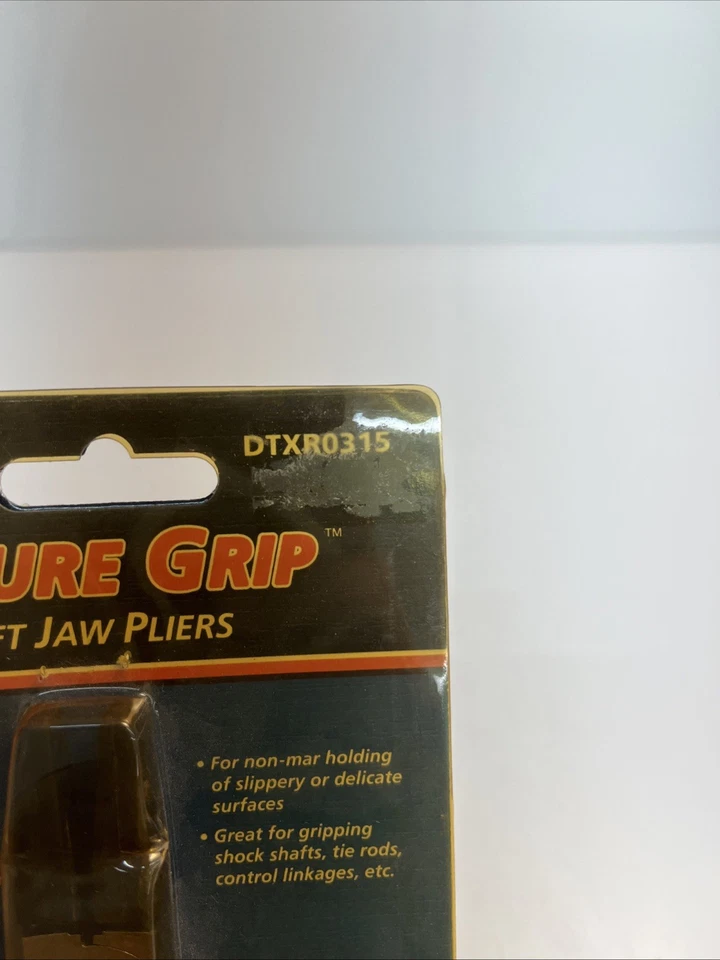 DTXR0315
URE GRIP™
FT JAW PLIERS
• For non-mar holding
of slippery or delicate
surfaces
• Great for gripping
shock shafts, tie rods,
control linkages, etc.